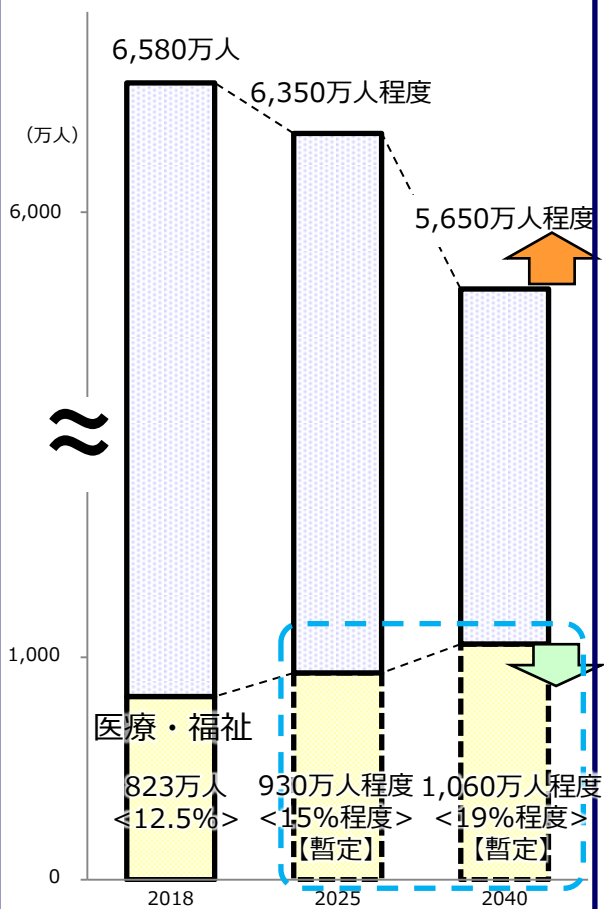 6,580万人
6,350万人程度
(万人)
6,000
5,650万人程度
≈
1,000
医療・福祉
823万人
<12.5%>
930万人程度
<15%程度>
【暫定】
1,060万人程度
<19%程度>
【暫定】
0
2018
2025
2040